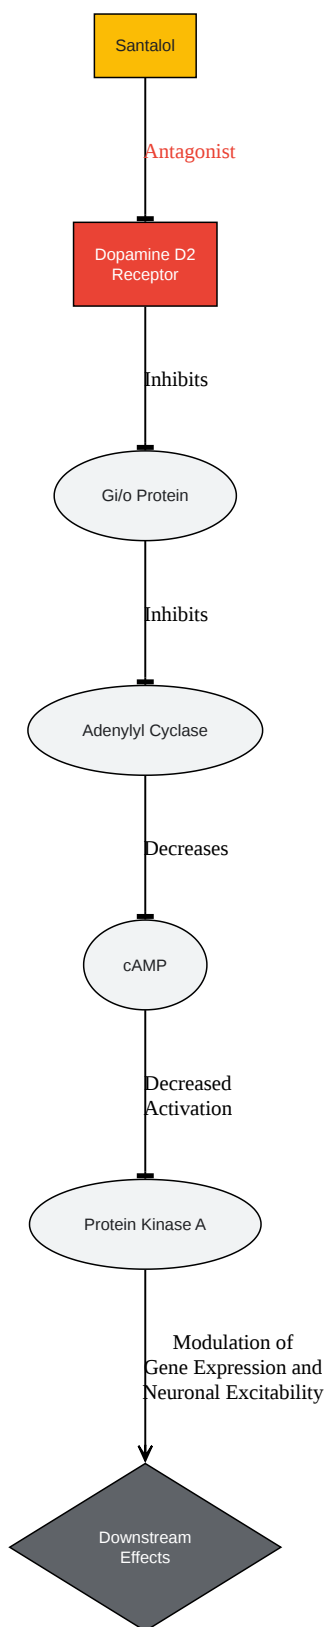 Santalol
Antagonist
Dopamine D2
Receptor
Inhibits
Gi/o Protein
Inhibits
Adenylyl Cyclase
Decreases
cAMP
Decreased
Activation
Protein Kinase A
Modulation of
Gene Expression and
Neuronal Excitability
Downstream
Effects